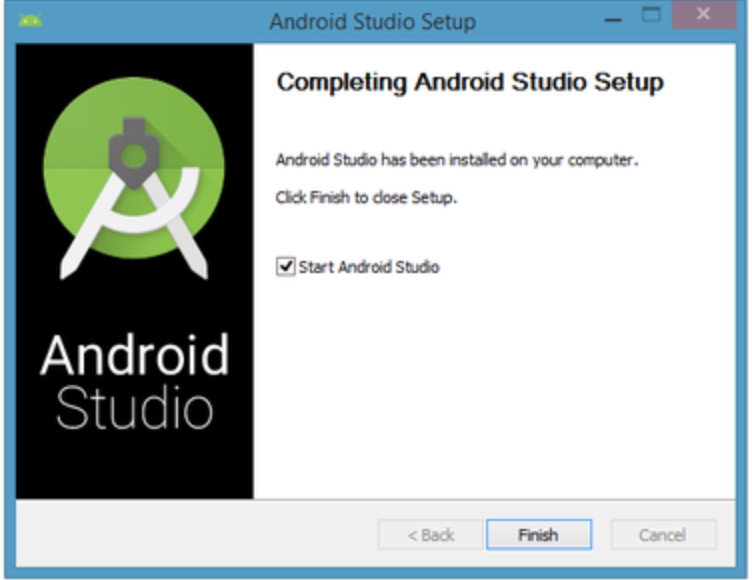 Android Studio Setup
Completing Android Studio Setup
Android Studio has been installed on your computer.
Click Finish to close Setup.
Start Android Studio
Android
Studio
< Back
Finish
Cancel